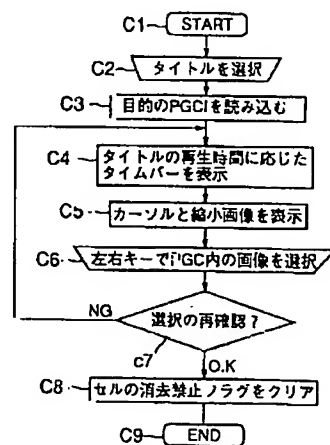 C1 START
C2 タイトルを選択
C3 目的のPGCIを読み込む
C4 タイトルの再生時間に応じた
タイムバーを表示
C5 カーソルと縮小画像を表示
C6 左右キーでPGC内の画像を選択
NG 選択の再確認?
c7 O.K
C8 セルの消去禁止ノラグをクリア
C9 END